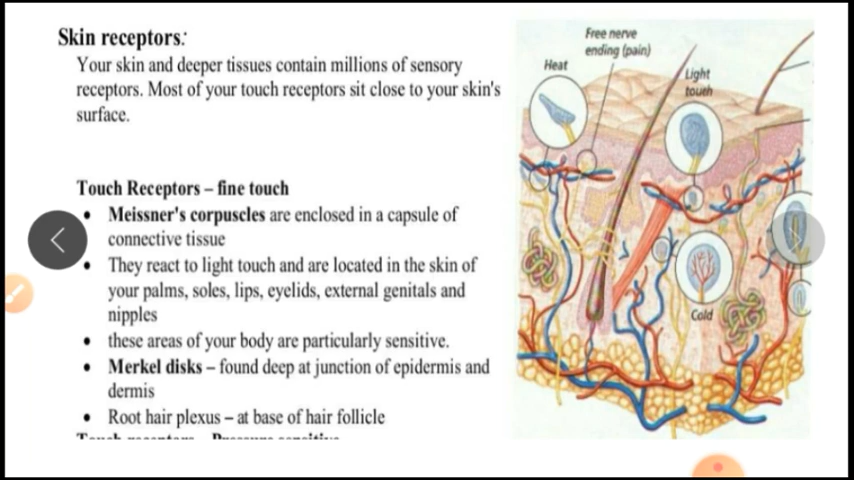 Skin receptors:
Your skin and deeper tissues contain millions of sensory
receptors. Most of your touch receptors sit close to your skin's
surface.
Touch Receptors – fine touch
• Meissner's corpuscles are enclosed in a capsule of
connective tissue
• They react to light touch and are located in the skin of
your palms, soles, lips, eyelids, external genitals and
nipples
• these areas of your body are particularly sensitive.
• Merkel disks – found deep at junction of epidermis and
dermis
• Root hair plexus – at base of hair follicle
Free nerve
ending (pain)
Heat
Light
touch
Cold